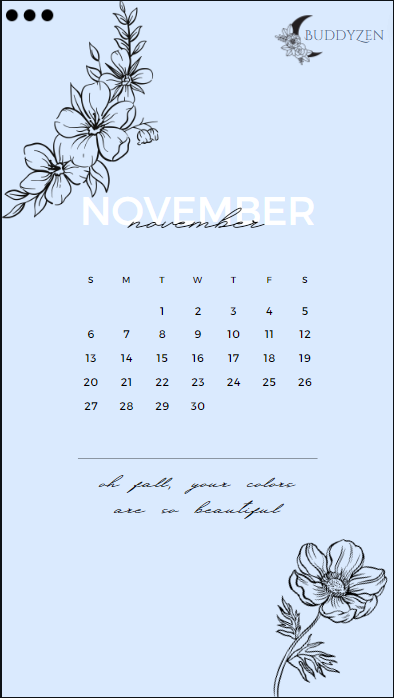 BUDDYZEN
NOVEMBER
november
S M T W T F S
1 2 3 4 5
6 7 8 9 10 11 12
13 14 15 16 17 18 19
20 21 22 23 24 25 26
27 28 29 30
oh fall, your colors
are so beautiful